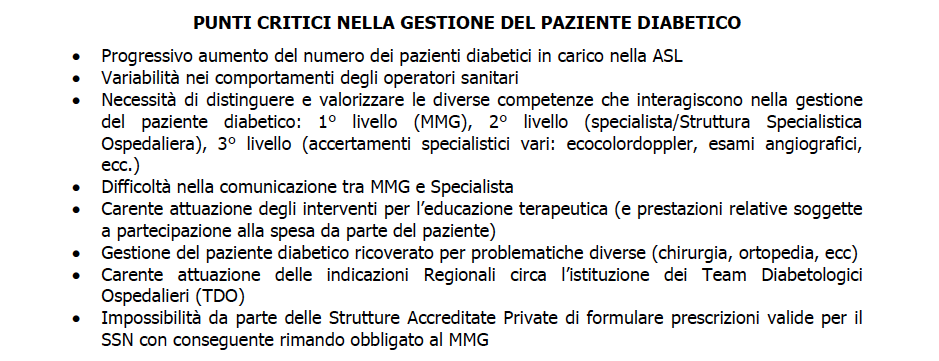 PUNTI CRITICI NELLA GESTIONE DEL PAZIENTE DIABETICO
• Progressivo aumento del numero dei pazienti diabetici in carico nella ASL
• Variabilità nei comportamenti degli operatori sanitari
• Necessità di distinguere e valorizzare le diverse competenze che interagiscono nella gestione
del paziente diabetico: 1° livello (MMG), 2° livello (specialista/Struttura Specialistica
Ospedaliera), 3° livello (accertamenti specialistici vari: ecocolordoppler, esami angiografici,
ecc.)
• Difficoltà nella comunicazione tra MMG e Specialista
• Carente attuazione degli interventi per l’educazione terapeutica (e prestazioni relative soggette
a partecipazione alla spesa da parte del paziente)
• Gestione del paziente diabetico ricoverato per problematiche diverse (chirurgia, ortopedia, ecc)
• Carente attuazione delle indicazioni Regionali circa l’istituzione dei Team Diabetologici
Ospedalieri (TDO)
• Impossibilità da parte delle Strutture Accreditate Private di formulare prescrizioni valide per il
SSN con conseguente rimando obbligato al MMG